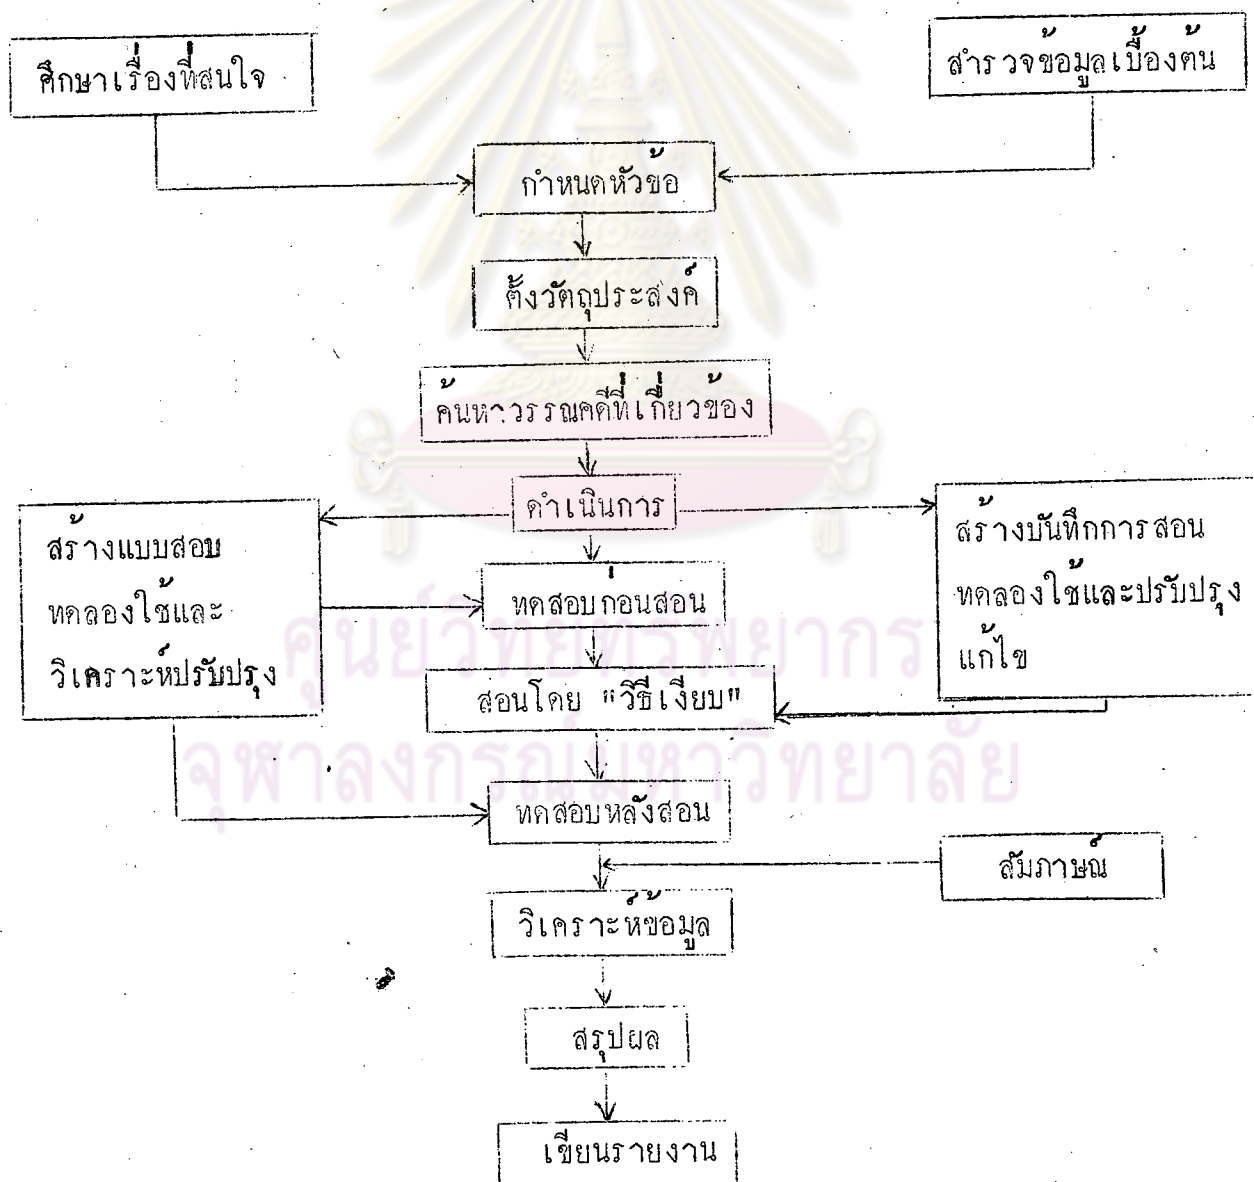 ศึกษาเรื่องที่สนใจ
สำรวจข้อมูลเบื้องต้น
กำหนดหัวข้อ
ตั้งวัตถุประสงค์
ค้นหาวรรณคดีที่เกี่ยวข้อง
ดำเนินการ
สร้างแบบสอบ
ทดลองใช้และ
วิเคราะห์ปรับปรุง
สร้างบันทึกการสอน
ทดลองใช้และปรับปรุง
แก้ไข
ทดสอบก่อนสอน
สอนโดย "วิธีเงียบ"
ทดสอบหลังสอน
สัมภาษณ์
วิเคราะห์ข้อมูล
สรุปผล
เขียนรายงาน
ศูนย์วิทยทรัพยากร
จุฬาลงกรณ์มหาวิทยาลัย